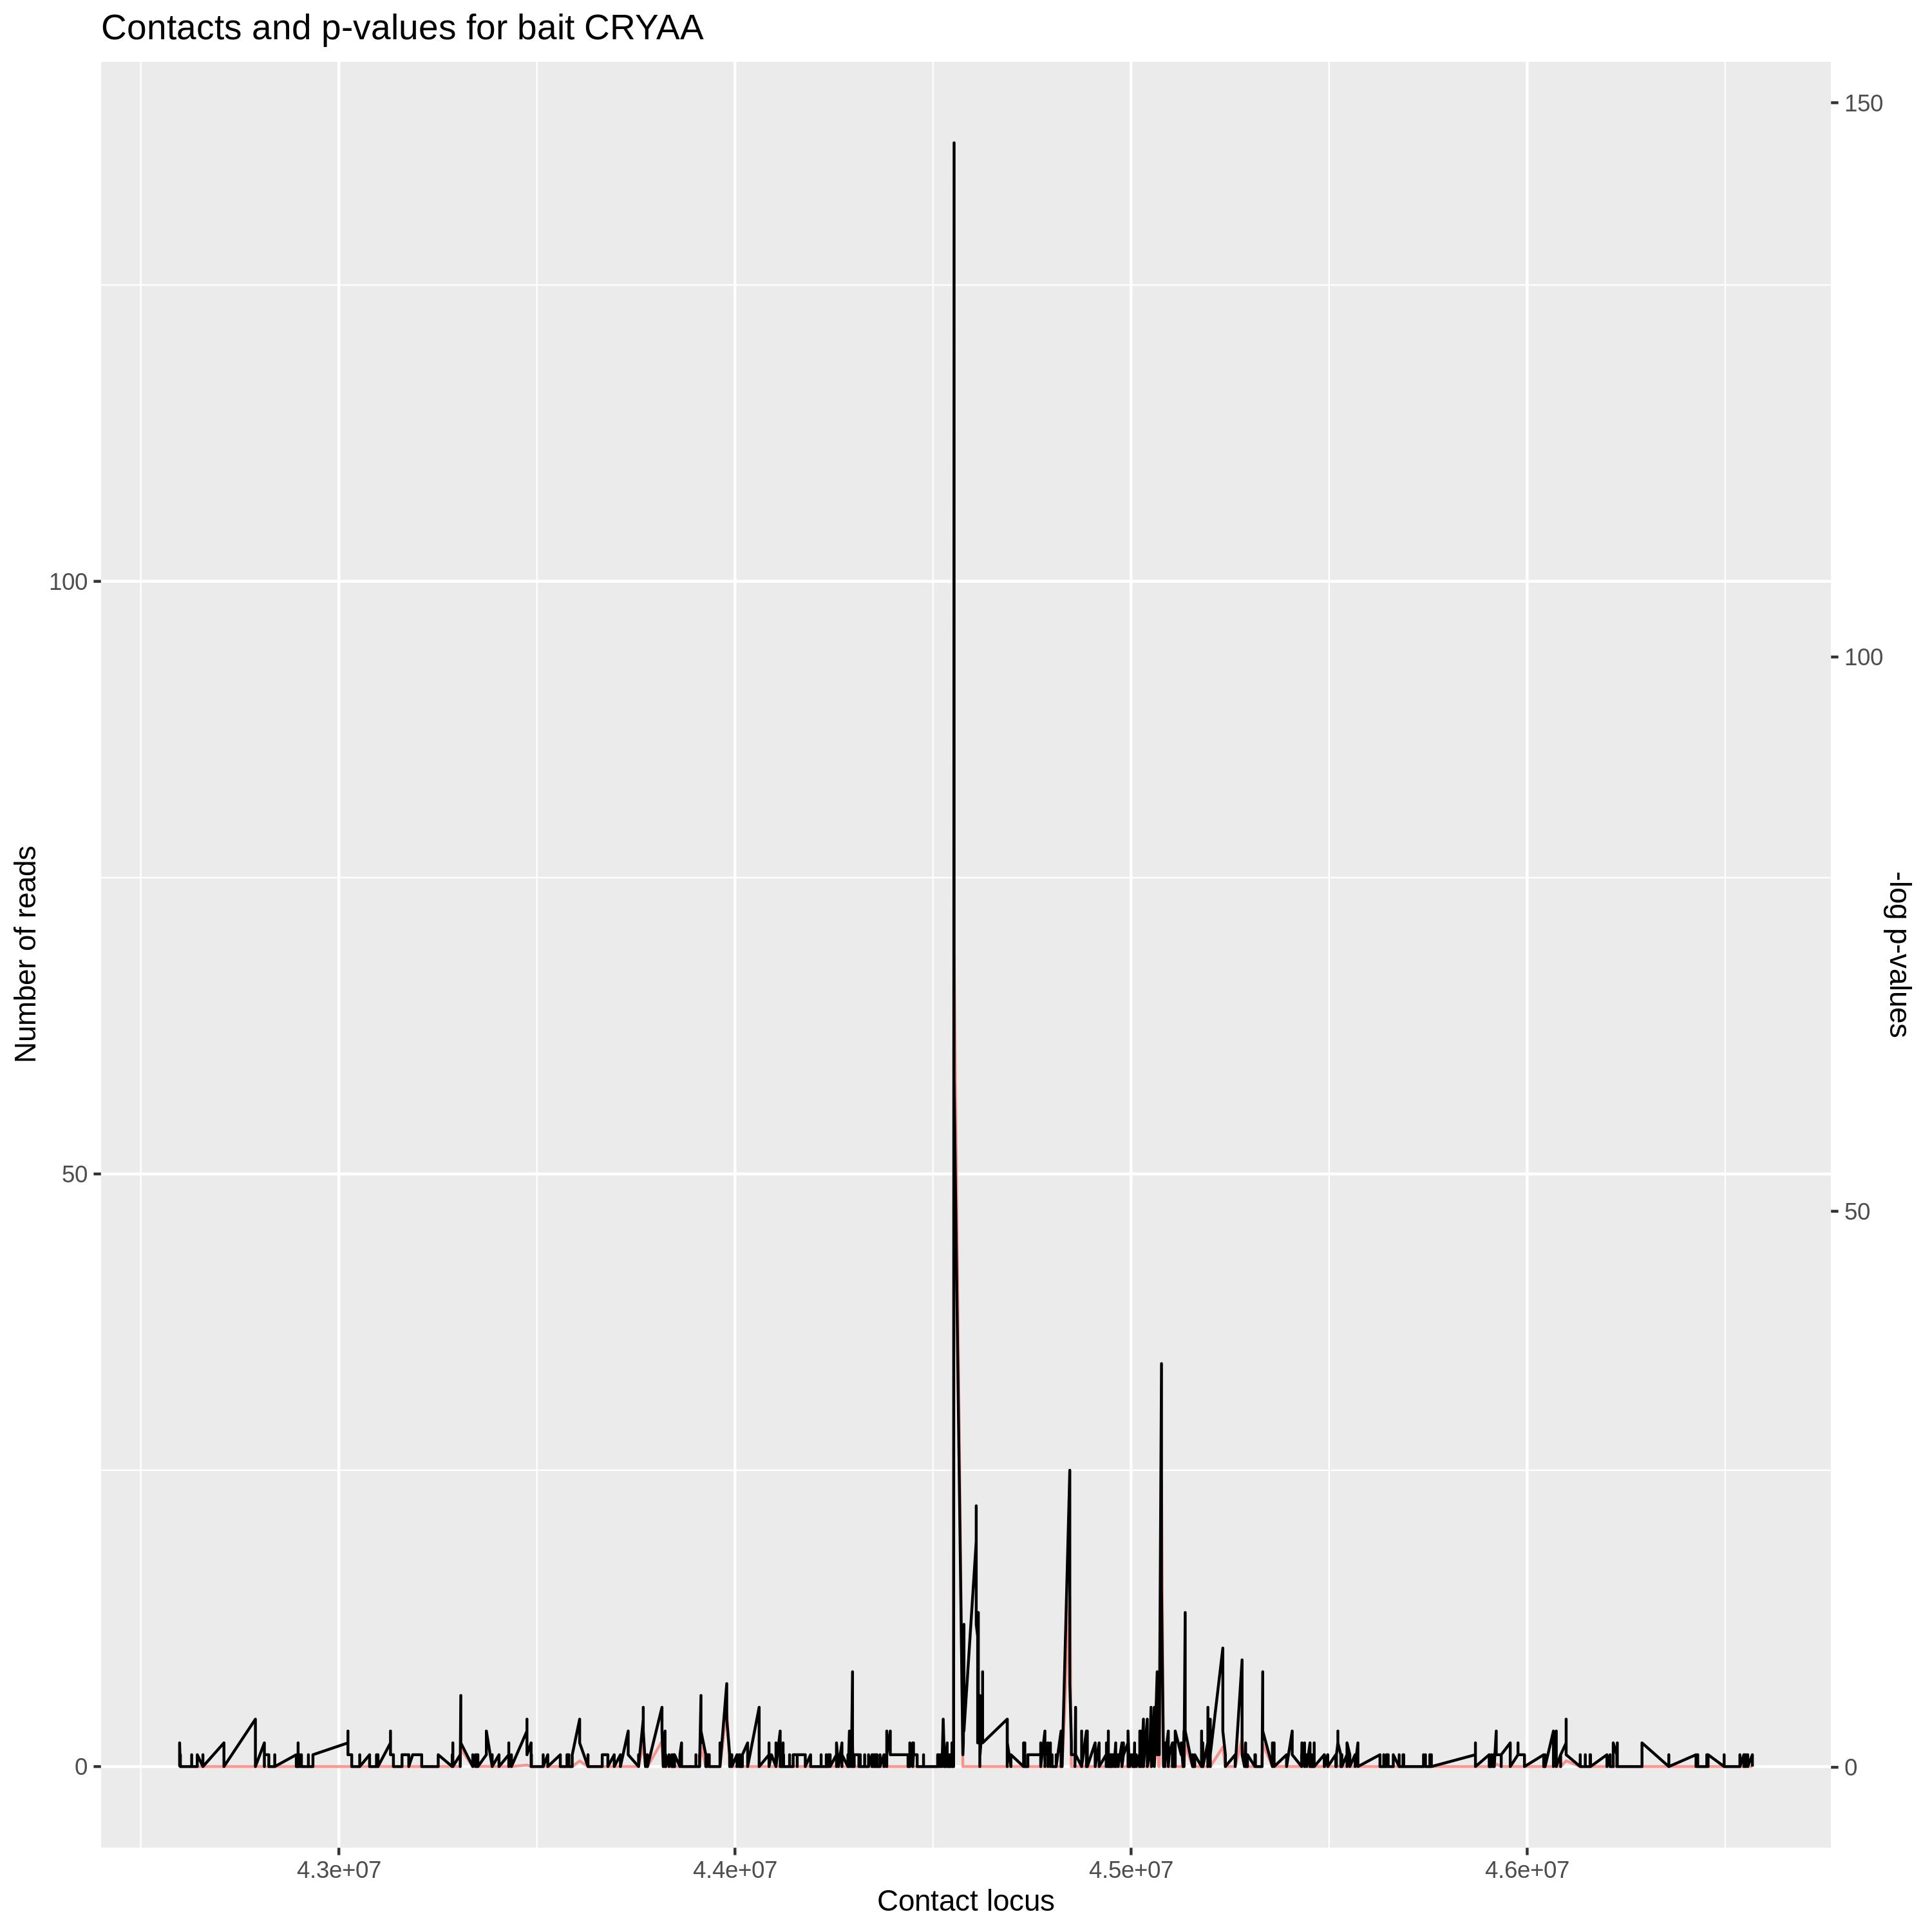 Contacts and p-values for bait CRYAA
Number of reads
100
50
0
150
100
50
0
-log p-values
4.3e+07
4.4e+07
4.5e+07
4.6e+07
Contact locus